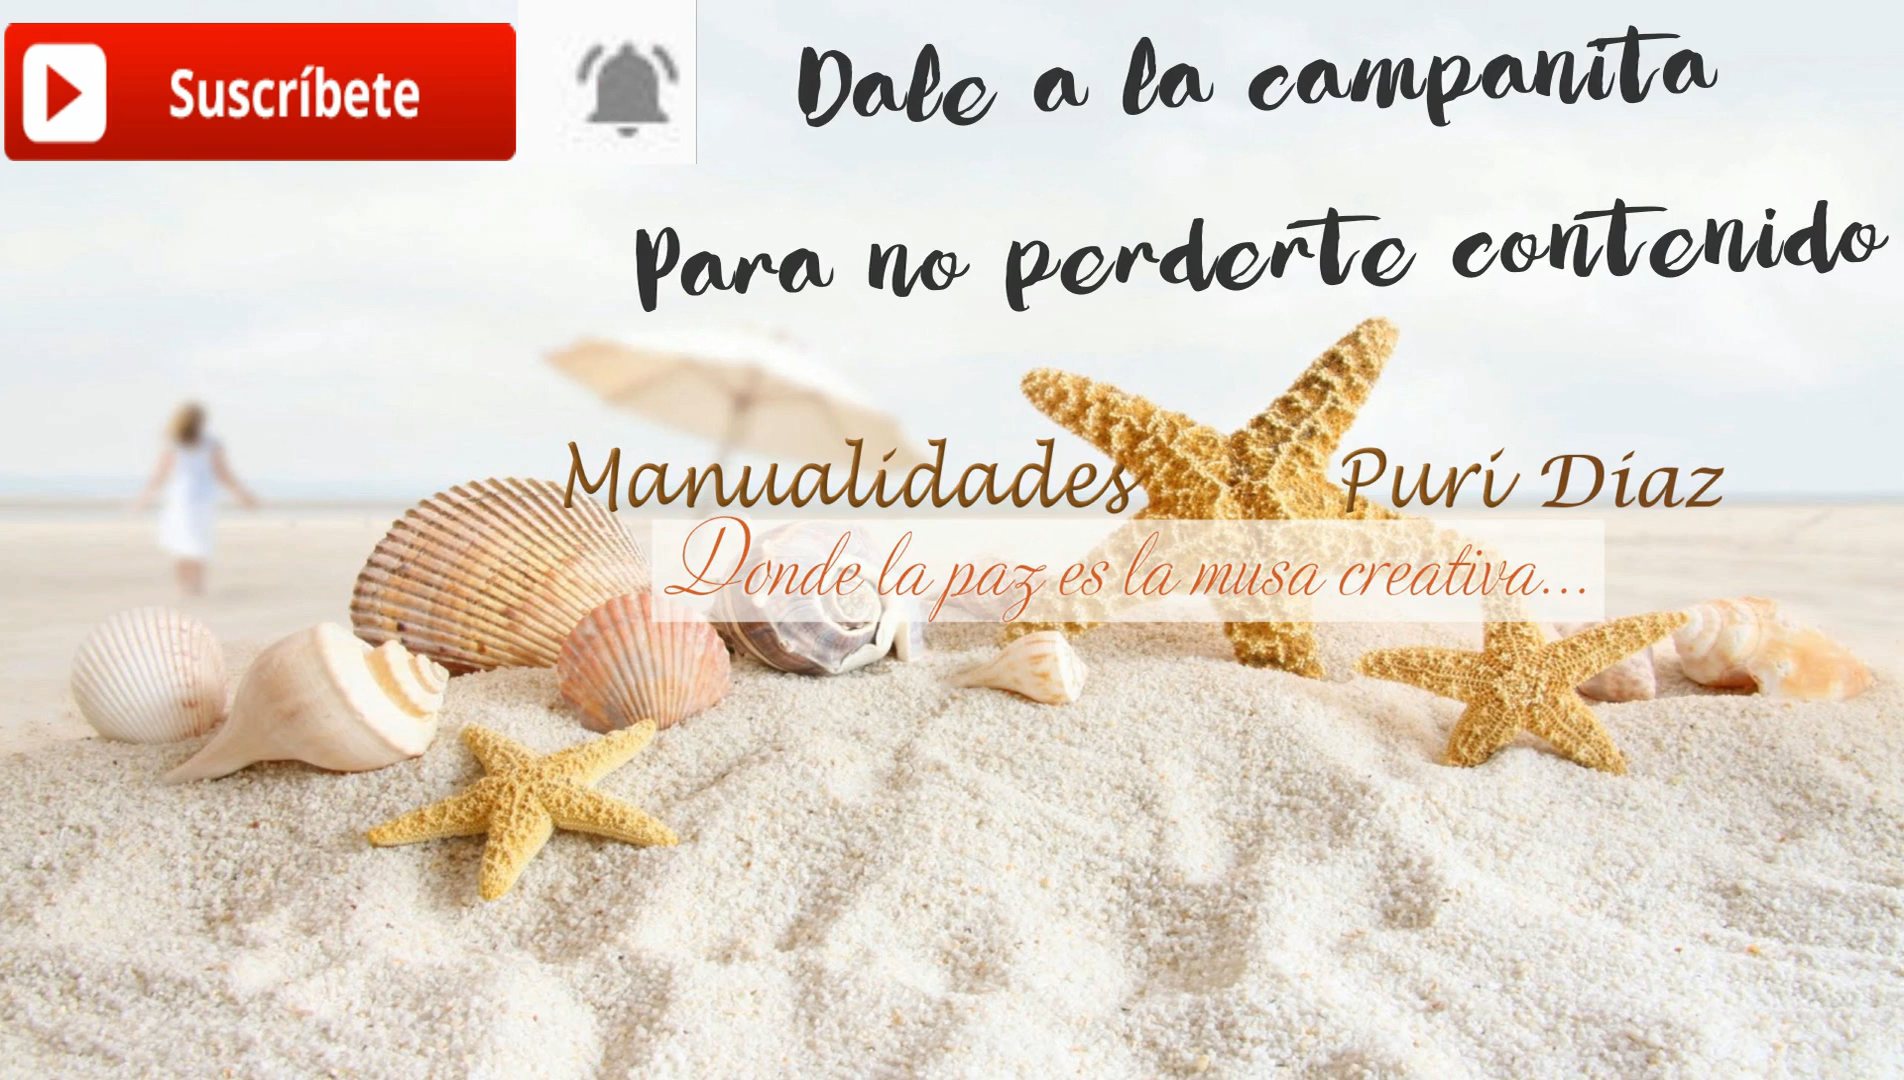 Suscríbete
Dale a la campanita
Para no perderte contenido
Manualidades Puri Díaz
Donde la paz es la musa creativa...